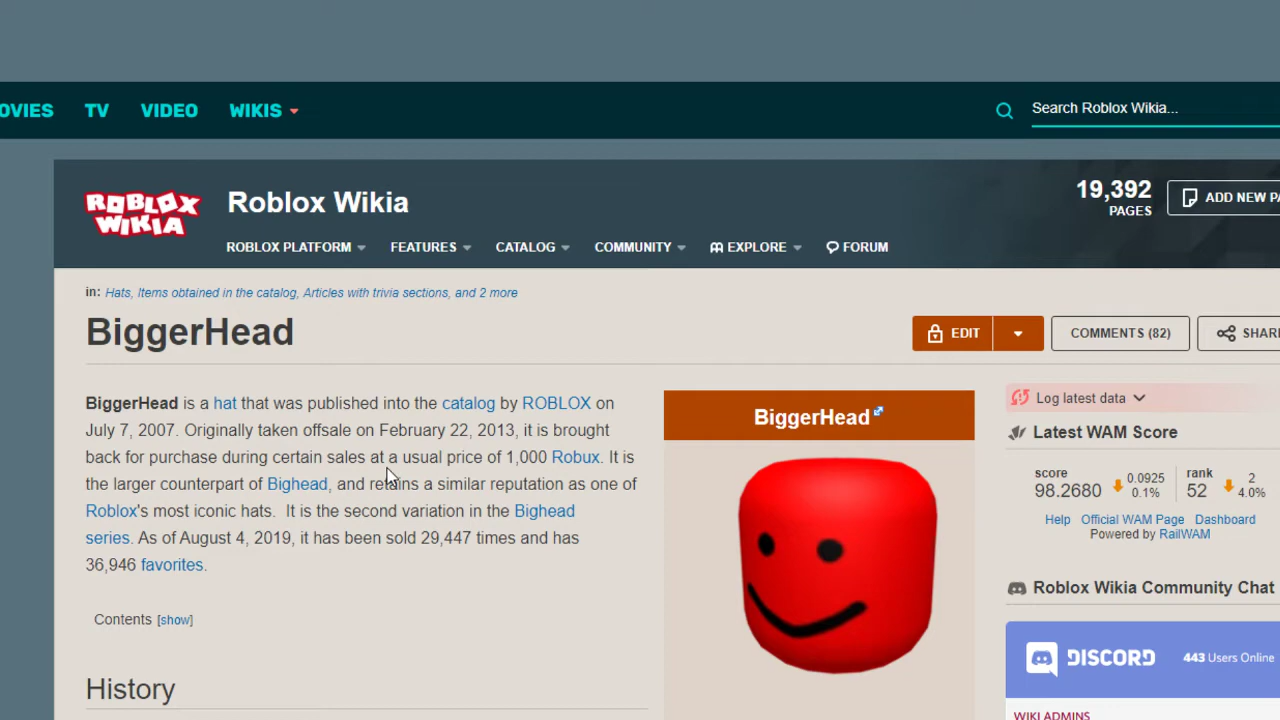 OVIES TV VIDEO WIKIS Search Roblox Wikia...
ROBLOX
WIKIA
Roblox Wikia
19,392
PAGES
ADD NEW PA
ROBLOX PLATFORM FEATURES CATALOG COMMUNITY EXPLORE FORUM
in: Hats, Items obtained in the catalog, Articles with trivia sections, and 2 more
BiggerHead
EDIT COMMENTS (82) SHARE
BiggerHead is a hat that was published into the catalog by ROBLOX on
July 7, 2007. Originally taken offsale on February 22, 2013, it is brought
back for purchase during certain sales at a usual price of 1,000 Robux. It is
the larger counterpart of Bighead, and retains a similar reputation as one of
Roblox's most iconic hats. It is the second variation in the Bighead
series. As of August 4, 2019, it has been sold 29,447 times and has
36,946 favorites.
Contents [show]
History
BiggerHead
Log latest data
Latest WAM Score
score
98.2680
0.0925
0.1%
rank
52
2
4.0%
Help Official WAM Page Dashboard
Powered by RailWAM
Roblox Wikia Community Chat
DISCORD 443 Users Online
WIKI ADMINS